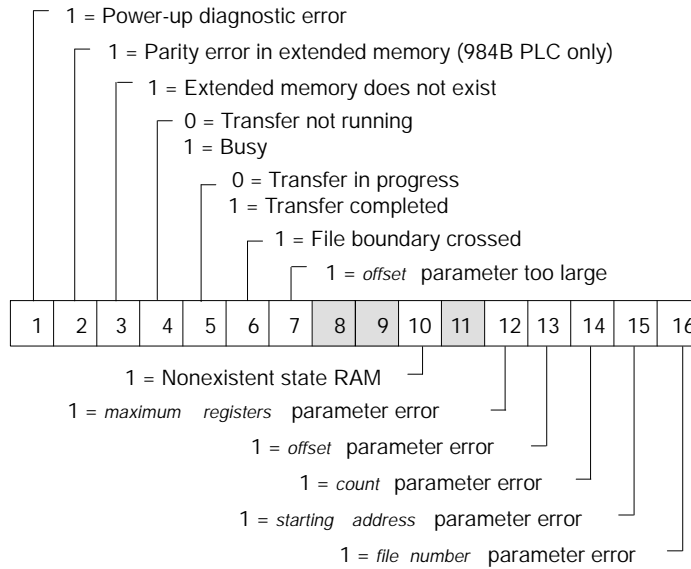 1 = Power-up diagnostic error
1 = Parity error in extended memory (984B PLC only)
1 = Extended memory does not exist
0 = Transfer not running
1 = Busy
0 = Transfer in progress
1 = Transfer completed
1 = File boundary crossed
1 = offset parameter too large
1 2 3 4 5 6 7 8 9 10 11 12 13 14 15 16
1 = Nonexistent state RAM
1 = maximum registers parameter error
1 = offset parameter error
1 = count parameter error
1 = starting address parameter error
1 = file number parameter error